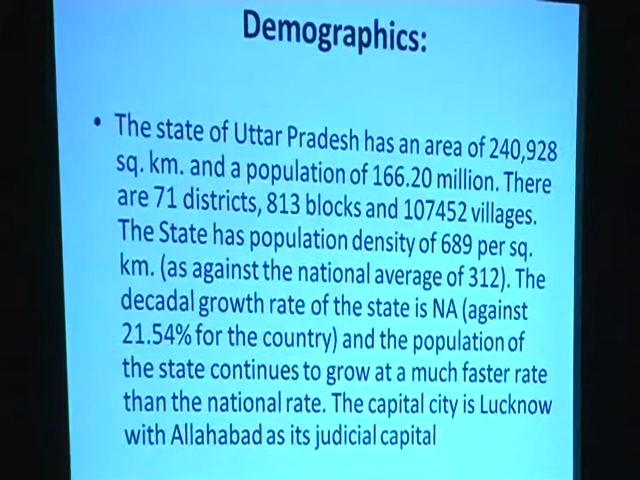 Demographics:
• The state of Uttar Pradesh has an area of 240,928
sq. km. and a population of 166.20 million. There
are 71 districts, 813 blocks and 107452 villages.
The State has population density of 689 per sq.
km. (as against the national average of 312). The
decadal growth rate of the state is NA (against
21.54% for the country) and the population of
the state continues to grow at a much faster rate
than the national rate. The capital city is Lucknow
with Allahabad as its judicial capital